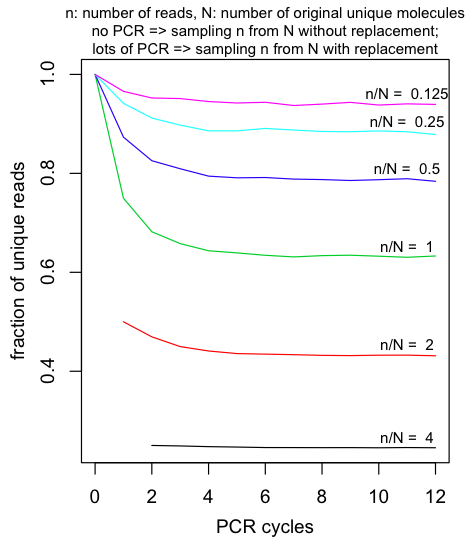 n: number of reads, N: number of original unique molecules
no PCR => sampling n from N without replacement;
lots of PCR => sampling n from N with replacement
n/N = 0.125
n/N = 0.25
n/N = 0.5
n/N = 1
n/N = 2
n/N = 4
fraction of unique reads
1.0
0.8
0.6
0.4
0 2 4 6 8 10 12
PCR cycles